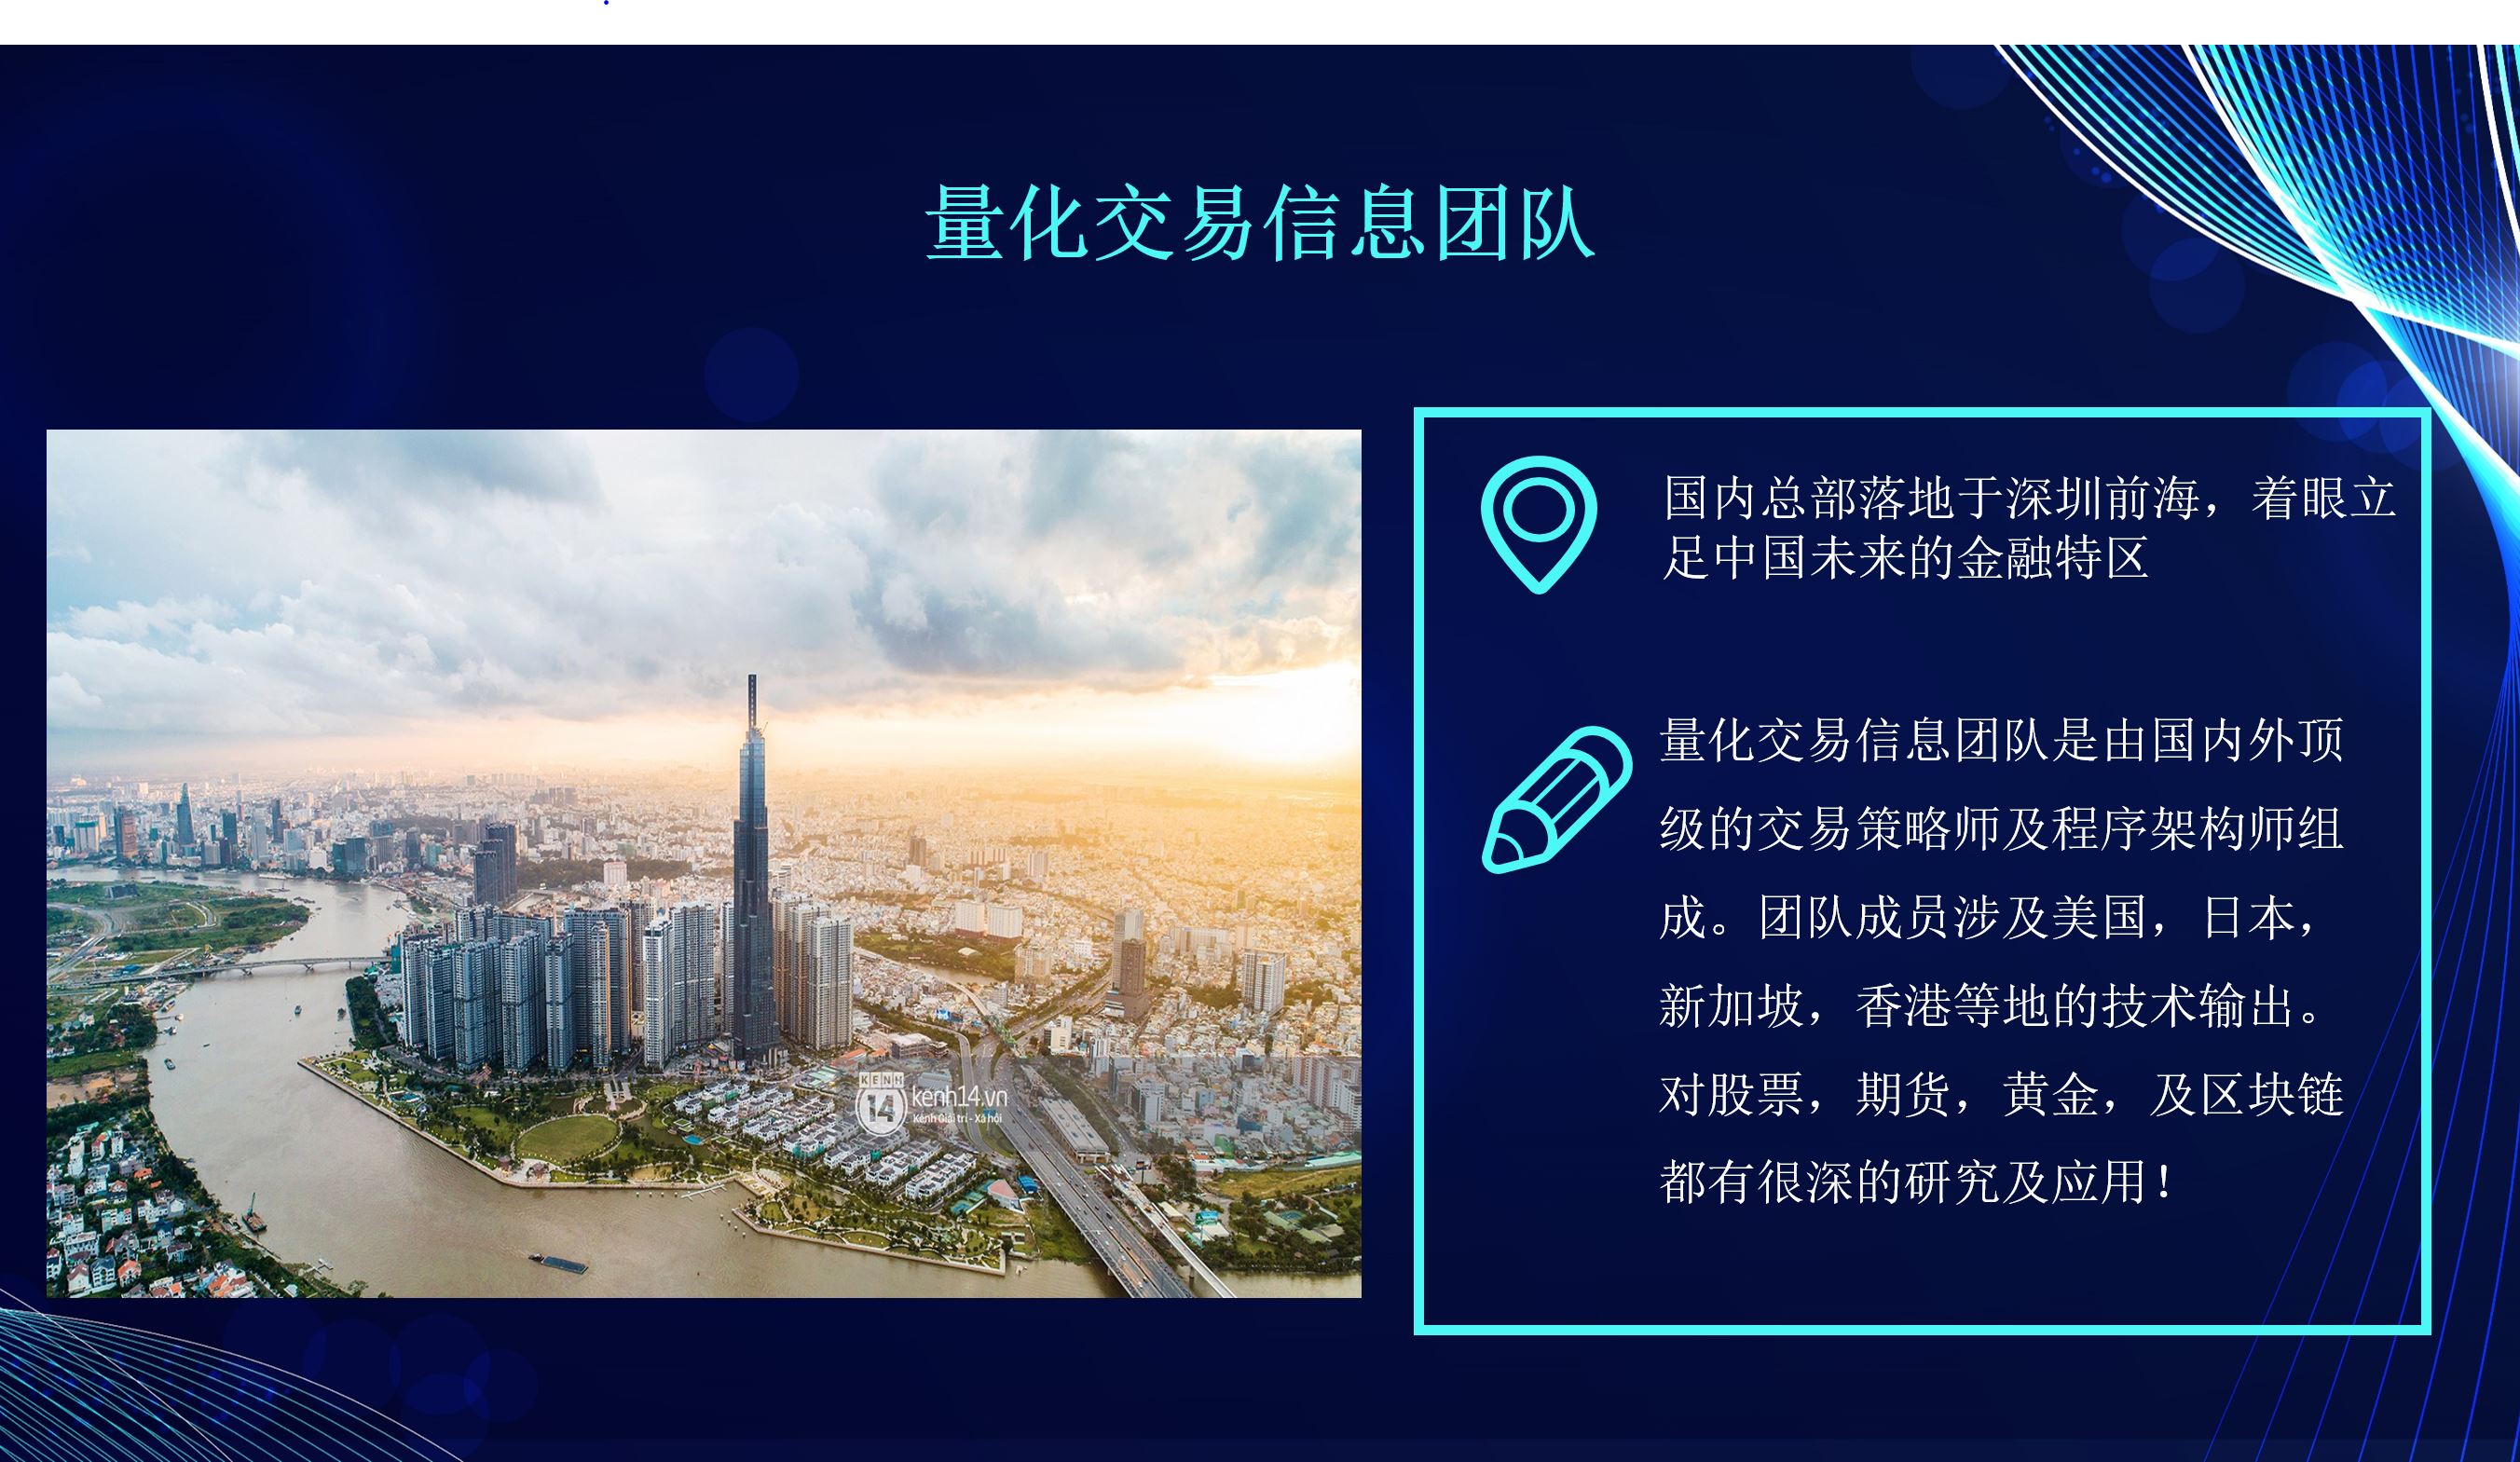 量化交易信息团队
国内总部落地于深圳前海，着眼立
足中国未来的金融特区
量化交易信息团队是由国内外顶
级的交易策略师及程序架构师组
成。团队成员涉及美国，日本，
新加坡，香港等地的技术输出。
对股票，期货，黄金，及区块链
都有很深的研究及应用！
KENH
14
kenh14.vn
Kênh Giải trí - Xã hội